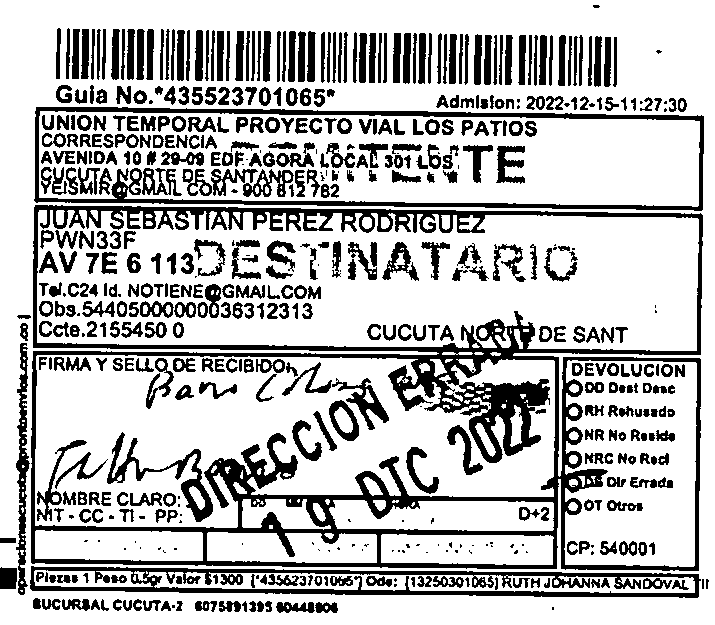 Guia No.*435523701065*
Admision: 2022-12-15-11:27:30
UNION TEMPORAL PROYECTO VIAL LOS PATIOS
CORRESPONDENCIA
AVENIDA 10 # 29-09 EDF AGORA LOCAL 301 LOS
CUCUTA NORTE DE SANTANDER
YEISMIR@GMAIL COM - 900 812 782
JUAN SEBASTIAN PEREZ RODRIGUEZ
PWN33F
AV 7E 6 113
DESTINATARIO
Tel.C24 Id. NOTIENE@GMAIL.COM
Obs.54405000000036312313
Ccte.2155450 0
CUCUTA NORTE DE SANT
FIRMA Y SELLO DE RECIBIDO
Barro
Falta Barrio
DIRECCION ERRADA
19 DIC 2022
NOMBRE CLARO:
NIT - CC - TI - PP:
D+2
DEVOLUCION
DD Dest Desc
RH Rehusado
NR No Reside
NRC No Recl
DE Dir Errada
OT Otros
CP: 540001
Piezas 1 Peso 0.5gr Valor $1300 [*435523701065*] Ode: [13250301065] RUTH JOHANNA SANDOVAL
SUCURSAL CUCUTA-2